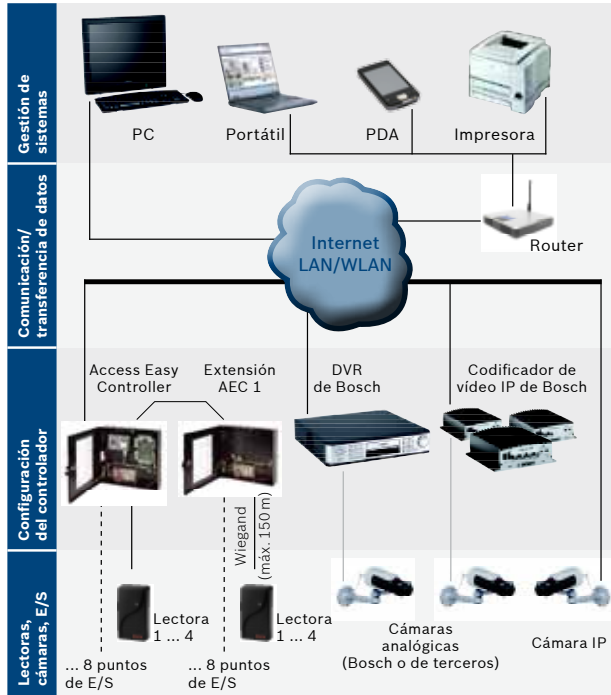 Gestión de
sistemas
PC
Portátil
PDA
Impresora
Comunicación/
transferencia de datos
Internet
LAN/WLAN
Router
Configuración
del controlador
Access Easy
Controller
Extensión
AEC 1
DVR
de Bosch
Codificador de
vídeo IP de Bosch
Wiegand
(máx. 150 m)
Lectoras,
cámaras, E/S
Lectora
1 ... 4
Lectora
1 ... 4
... 8 puntos
de E/S
... 8 puntos
de E/S
Cámaras
analógicas
(Bosch o de terceros)
Cámara IP